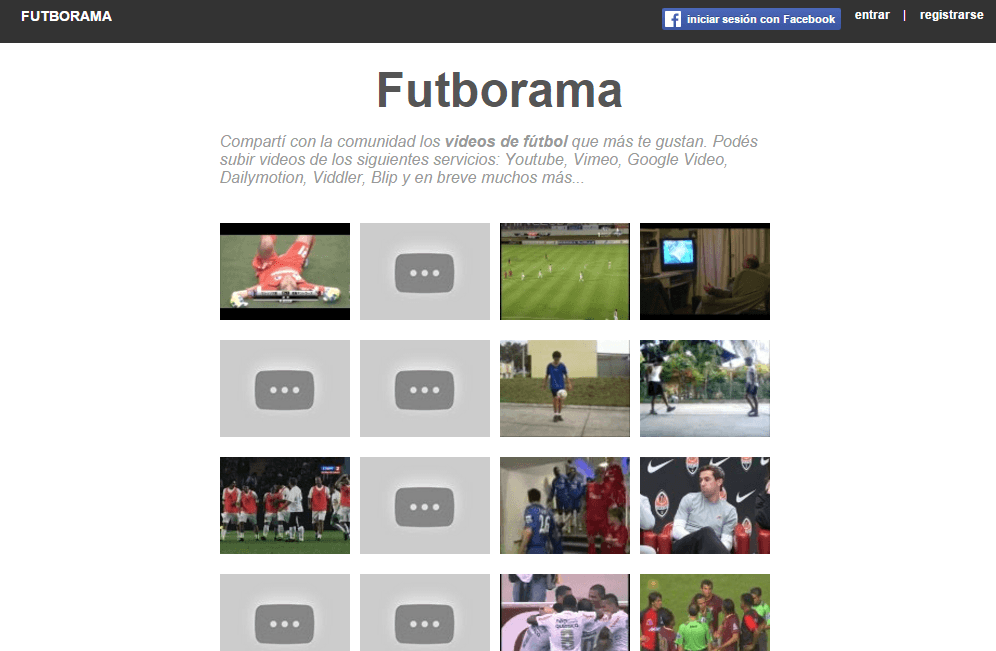 FUTBORAMA
iniciar sesión con Facebook
entrar | registrarse
Futborama
Compartí con la comunidad los videos de fútbol que más te gustan. Podés
subir videos de los siguientes servicios: Youtube, Vimeo, Google Video,
Dailymotion, Viddler, Blip y en breve muchos más...